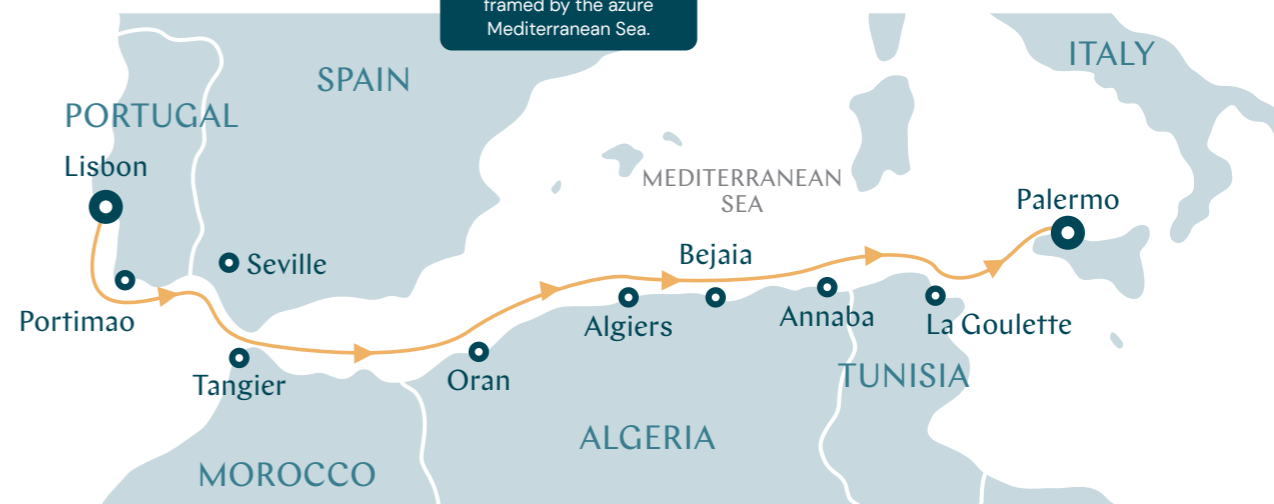 framed by the azure
Mediterranean Sea.
ITALY
SPAIN
PORTUGAL
Lisbon
MEDITERRANEAN
SEA
Palermo
Seville
Bejaia
Portimao
Algiers
Annaba
La Goulette
Tangier
Oran
TUNISIA
ALGERIA
MOROCCO